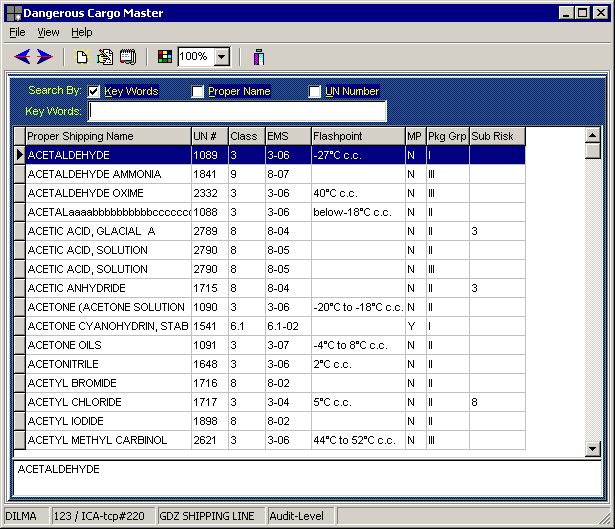 Dangerous Cargo Master
File View Help
100%
Search By: Key Words Proper Name UN Number
Key Words:
Proper Shipping Name UN # Class EMS Flashpoint MP Pkg Grp Sub Risk
ACETALDEHYDE 1089 3 3-06 -27°C c.c. N I
ACETALDEHYDE AMMONIA 1841 9 8-07 N III
ACETALDEHYDE OXIME 2332 3 3-06 40°C c.c. N III
ACETALaaaabbbbbbbbbbccccccc 1088 3 3-06 below-18°C c.c. N II
ACETIC ACID, GLACIAL A 2789 8 8-04 N II 3
ACETIC ACID, SOLUTION 2790 8 8-05 N II
ACETIC ACID, SOLUTION 2790 8 8-05 N III
ACETIC ANHYDRIDE 1715 8 8-04 N II 3
ACETONE (ACETONE SOLUTION 1090 3 3-06 -20°C to -18°C c.c. N II
ACETONE CYANOHYDRIN, STAB 1541 6.1 6.1-02 Y I
ACETONE OILS 1091 3 3-07 -4°C to 8°C c.c. N II
ACETONITRILE 1648 3 3-06 2°C c.c. N II
ACETYL BROMIDE 1716 8 8-02 N II
ACETYL CHLORIDE 1717 3 3-04 5°C c.c. N II 8
ACETYL IODIDE 1898 8 8-02 N II
ACETYL METHYL CARBINOL 2621 3 3-06 44°C to 52°C c.c. N III
ACETALDEHYDE
DILMA 123 / ICA-tcp#220 GDZ SHIPPING LINE Audit-Level